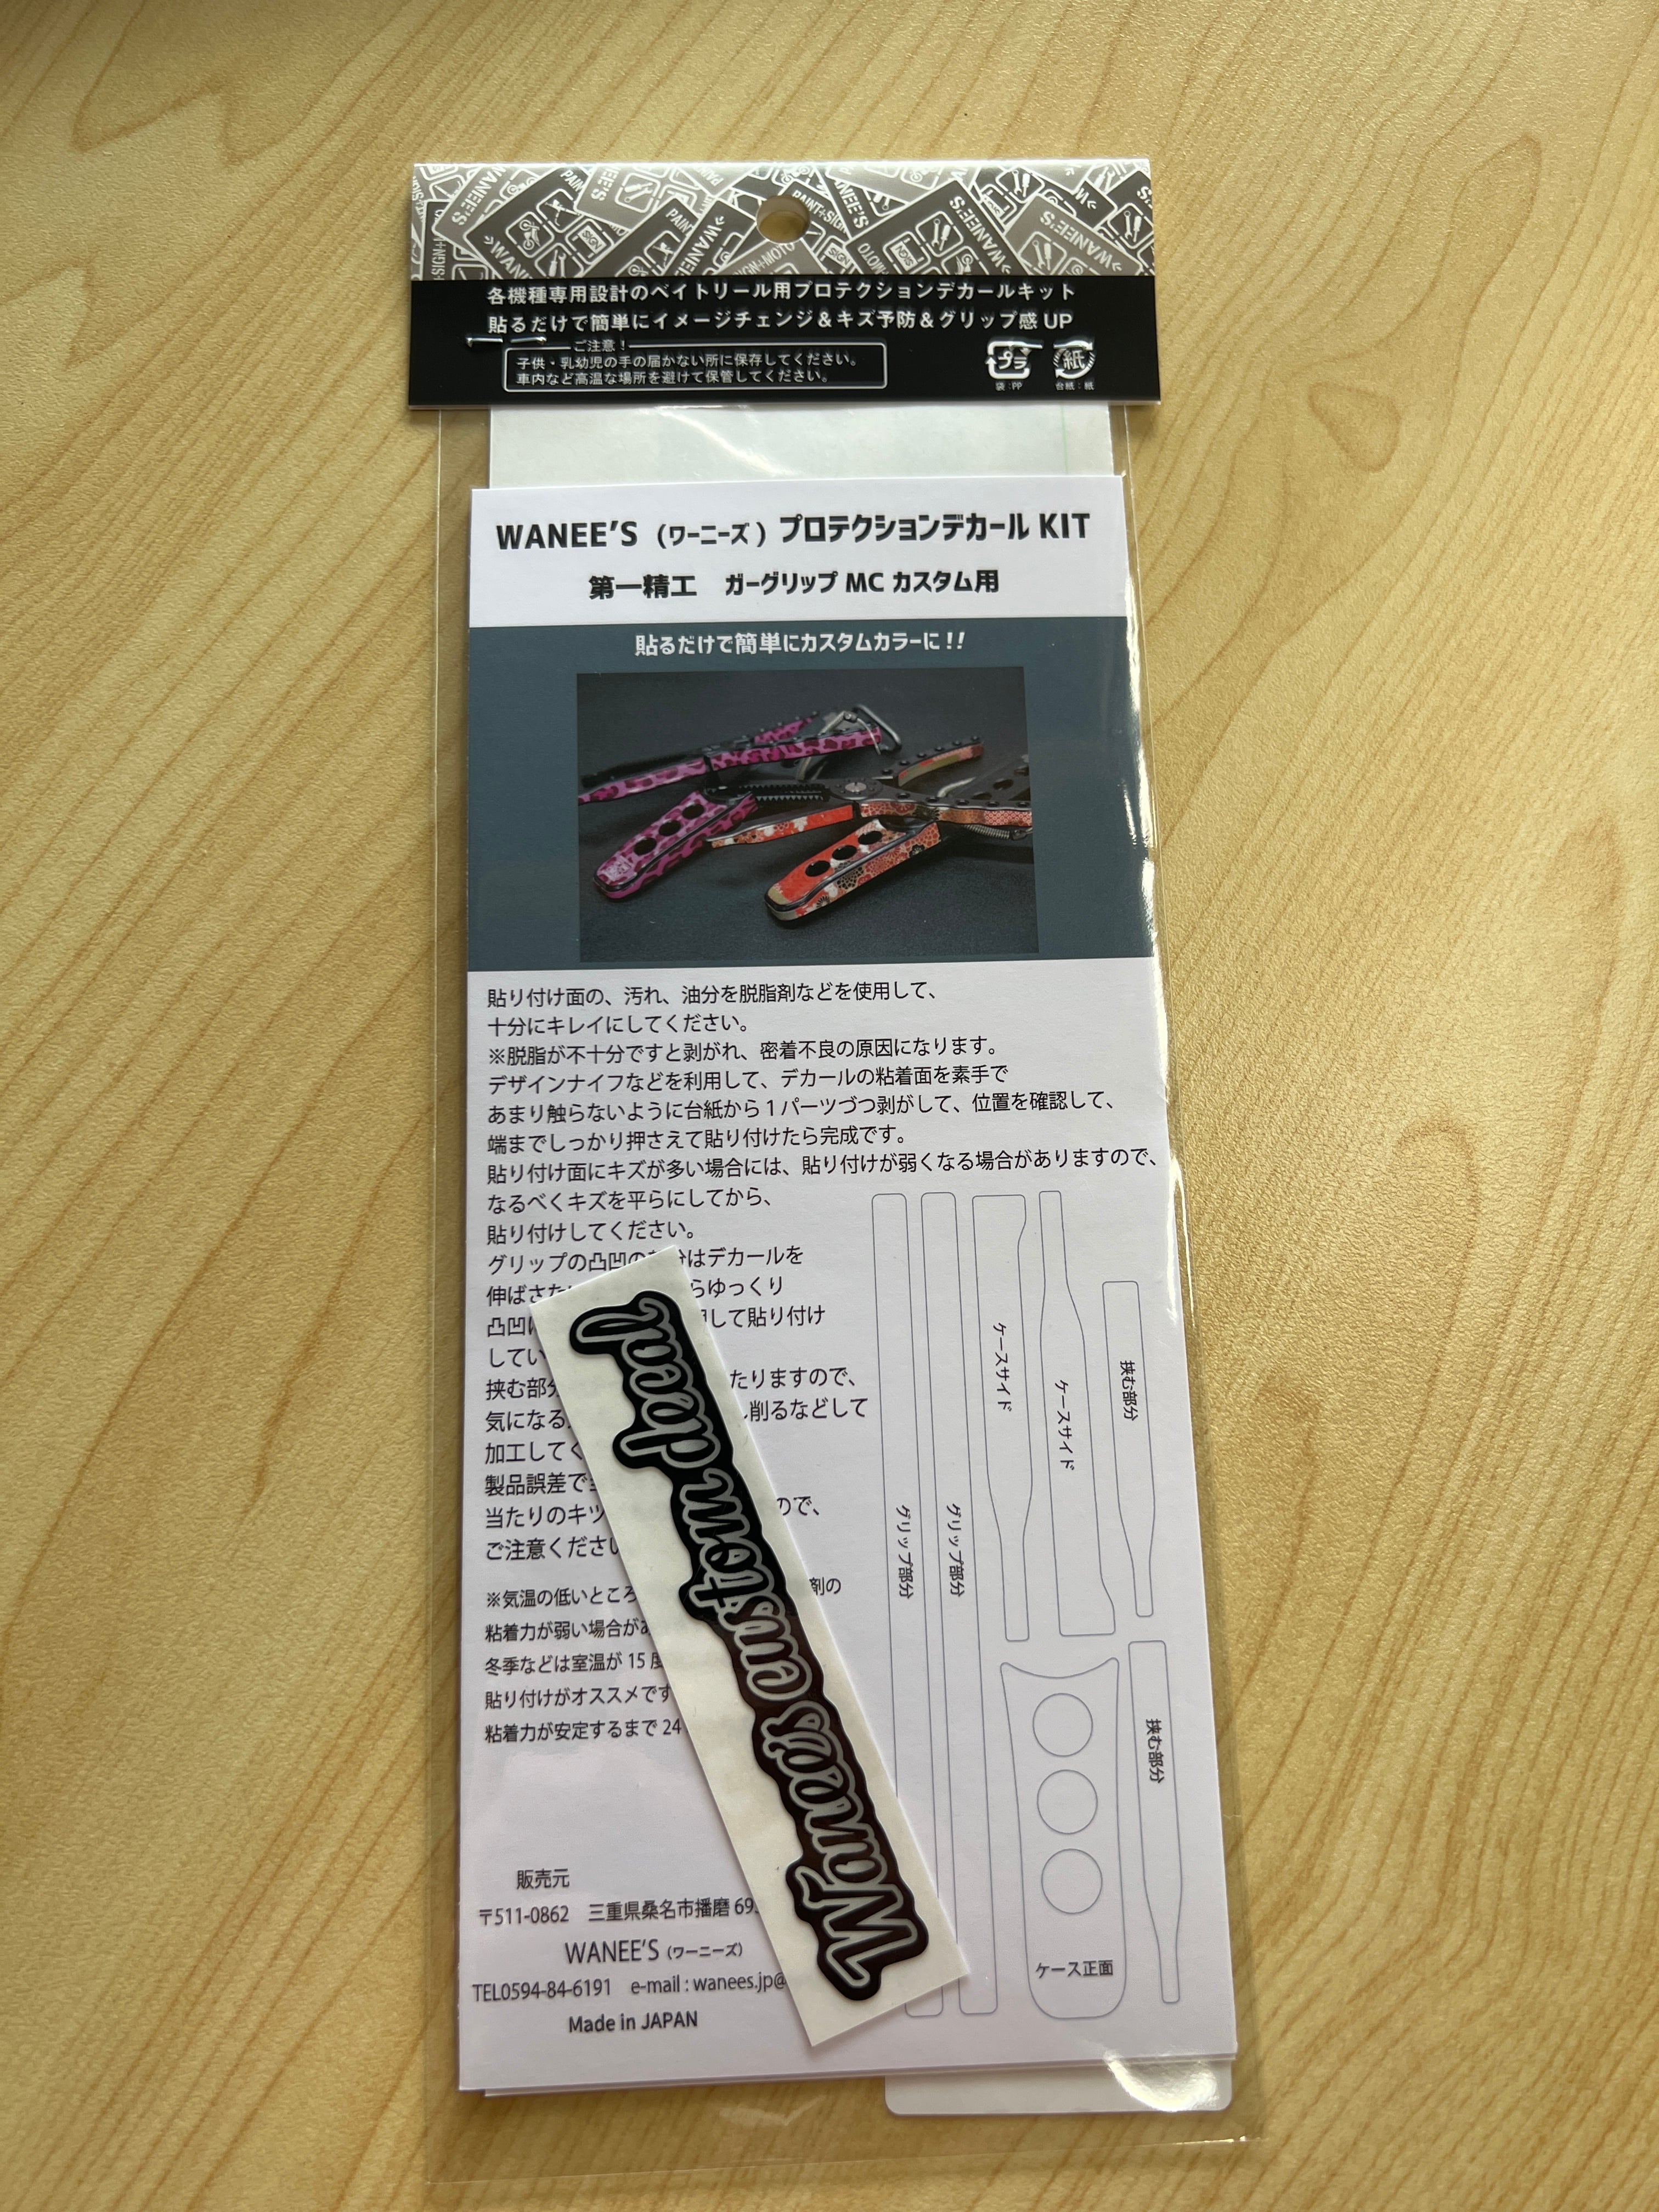 各機種専用設計のベイトリール用プロテクションデカールキット
貼るだけで簡単にイメージチェンジ＆キズ予防＆グリップ感 UP
ご注意！
子供・乳幼児の手の届かない所に保存してください。
車内など高温な場所を避けて保管してください。
プラ
袋：PP
紙
台紙：紙
WANEE'S（ワーニーズ）プロテクションデカール KIT
第一精工　ガーグリップ MC カスタム用
貼るだけで簡単にカスタムカラーに!!
貼り付け面の、汚れ、油分を脱脂剤などを使用して、
十分にキレイにしてください。
※脱脂が不十分ですと剥がれ、密着不良の原因になります。
デザインナイフなどを利用して、デカールの粘着面を素手で
あまり触らないように台紙から1パーツづつ剥がして、位置を確認して、
端までしっかり押さえて貼り付けたら完成です。
貼り付け面にキズが多い場合には、貼り付けが弱くなる場合がありますので、
なるべくキズを平らにしてから、
貼り付けしてください。
グリップの凸凹の はデカールを
伸ばさ らゆっくり
凸凹 して貼り付け
してい
挟む部 たりますので、
気になる 削るなどして
加工して
製品誤差で
当たりのキツ ので、
ご注意ください
※気温の低いところ 剤の
粘着力が弱い場合が
冬季などは室温が 15
貼り付けがオススメです
粘着力が安定するまで 24
Wanees custom decal
グリップ部分
グリップ部分
ケースサイド
ケースサイド
挟む部分
挟む部分
ケース正面
販売元
〒511-0862　三重県桑名市播磨 69
WANEE'S（ワーニーズ）
TEL0594-84-6191　e-mail : wanees.jp@
Made in JAPAN